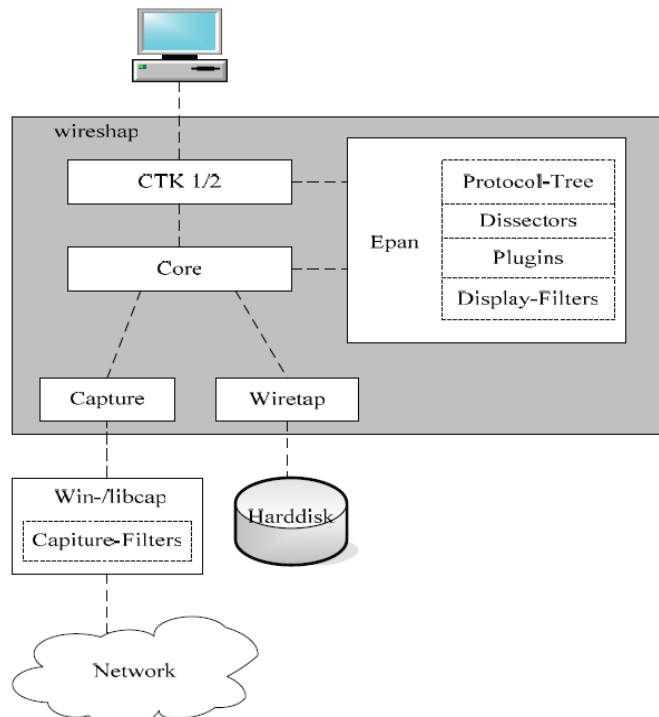 wireshap
CTK 1/2
Core
Epan
Protocol-Tree
Dissectors
Plugins
Display-Filters
Capture
Wiretap
Win-/libcap
Capiture-Filters
Harddisk
Network